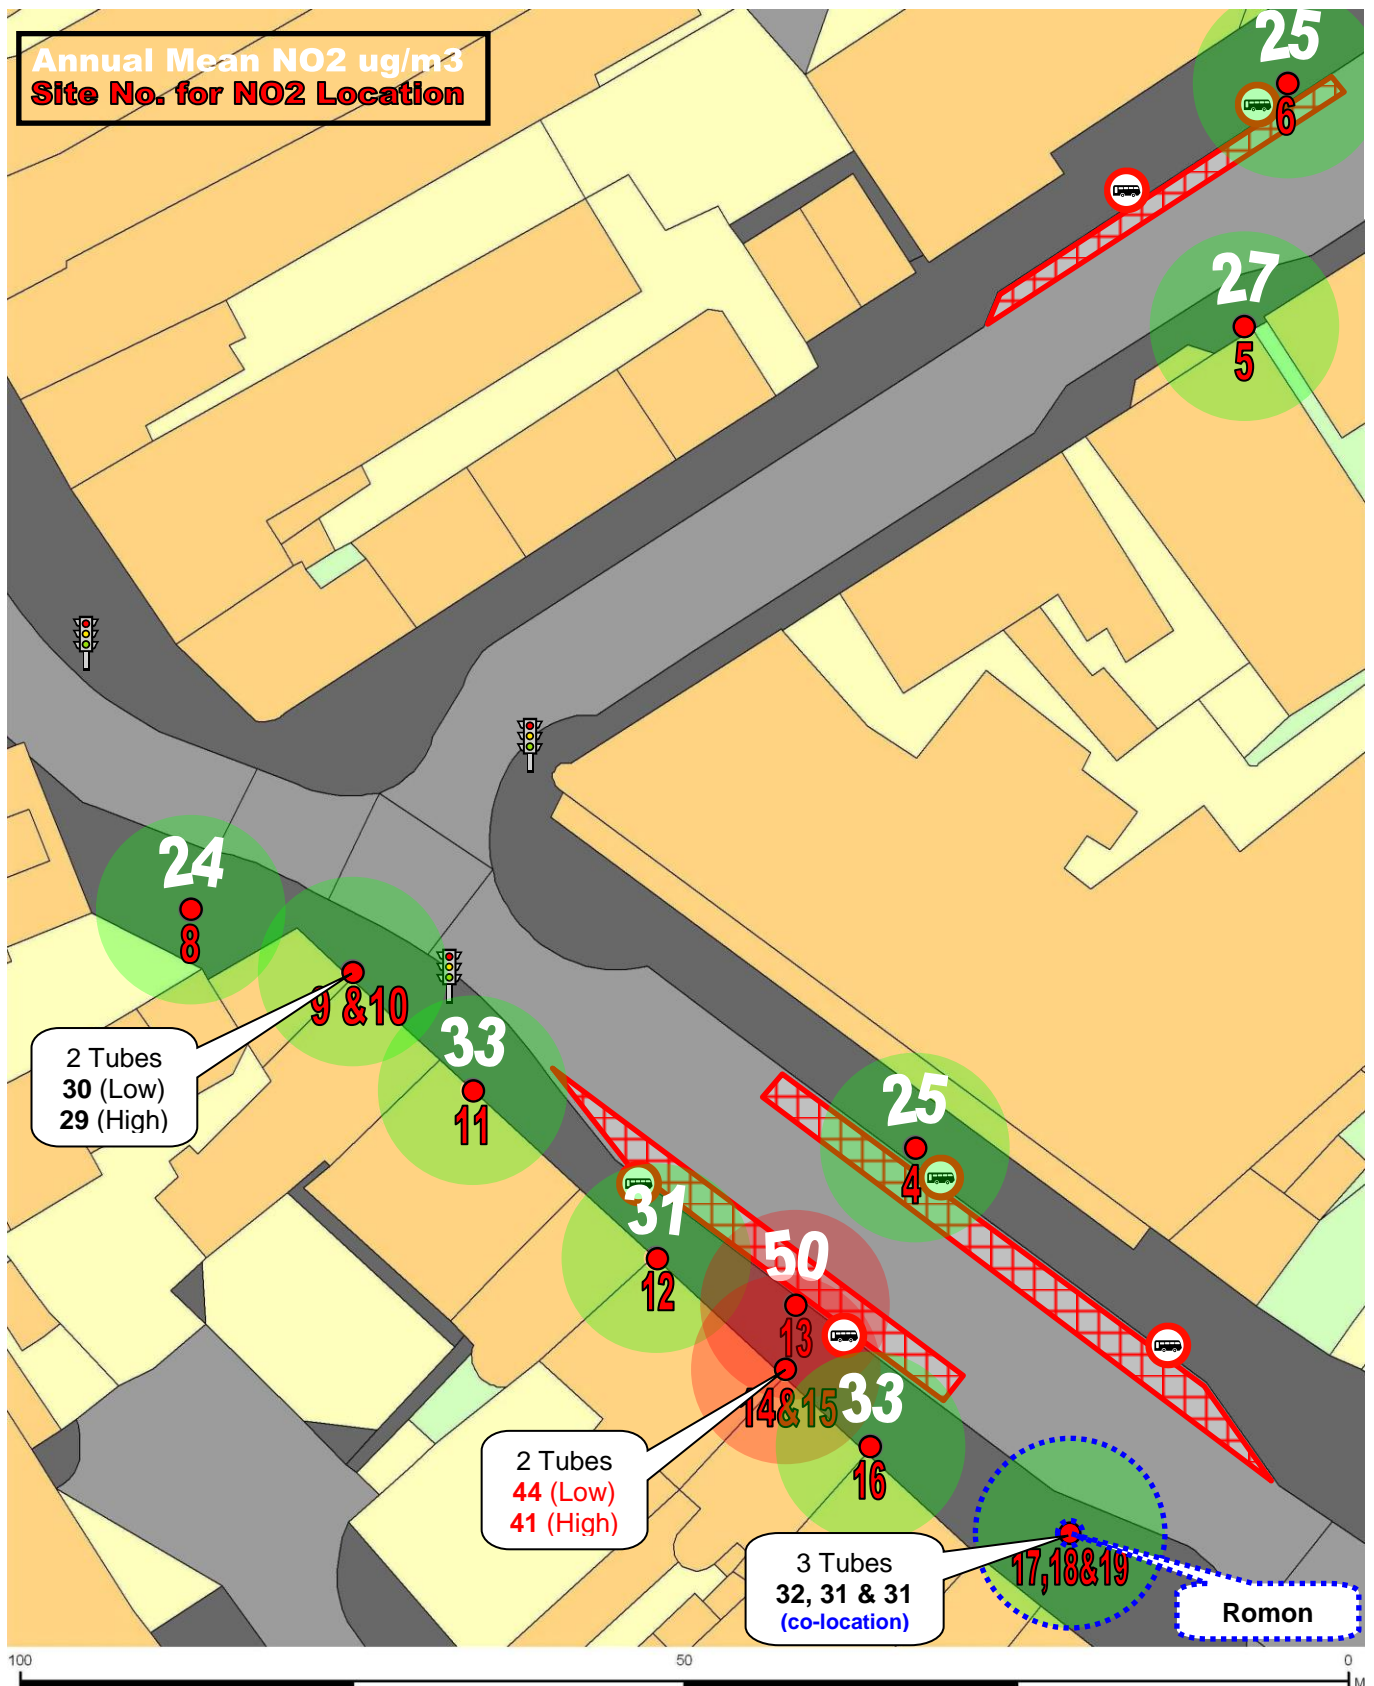 Annual Mean NO2 ug/m3
Site No. for NO2 Location
25
6
27
5
24
8
9 &10
2 Tubes
30 (Low)
29 (High)
33
11
25
4
31
12
50
13
14&15
33
16
2 Tubes
44 (Low)
41 (High)
3 Tubes
32, 31 & 31
(co-location)
17,18&19
Romon
100
50
0
M